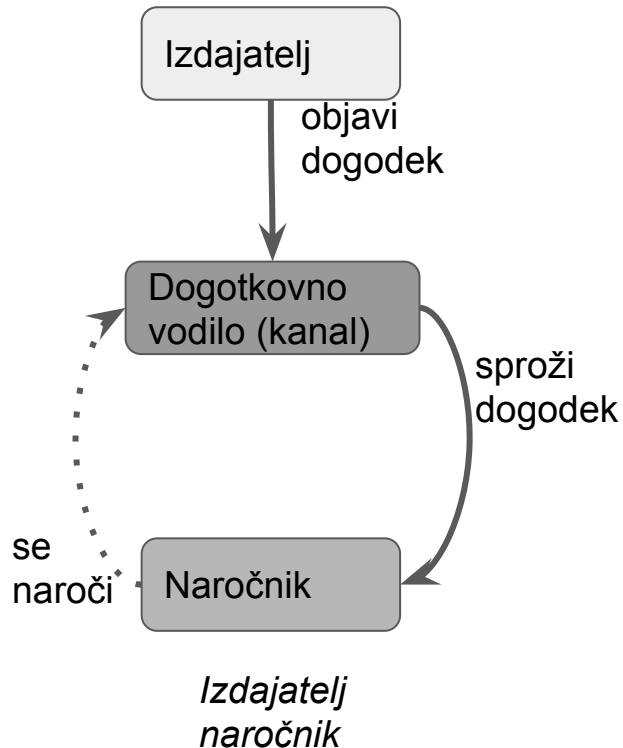 Izdajatelj
objavi
dogodek
Dogotkovno
vodilo (kanal)
sproži
dogodek
se
naroči
Naročnik
Izdajatelj
naročnik